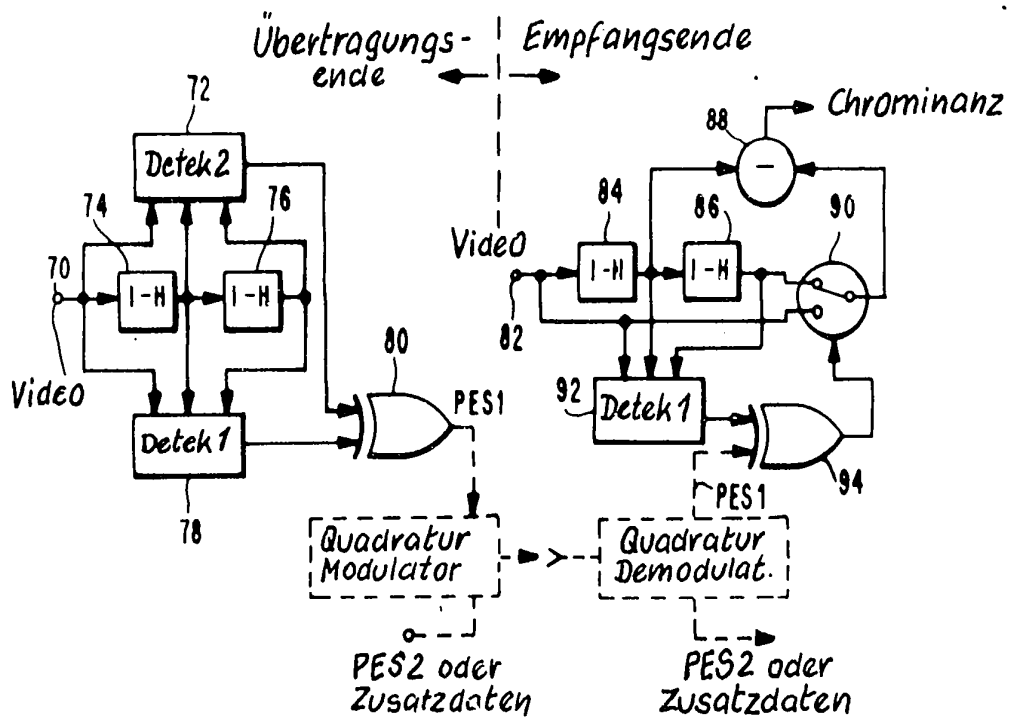 Übertragungs-
ende
Empfangsende
72
Detek 2
74
76
70
1-H
1-H
Video
Detek 1
78
80
PES1
Chrominanz
88
−
84
86
90
Video
1-H
1-H
82
92
Detek 1
94
PES1
Quadratur
Modulator
Quadratur
Demodulat.
PES2 oder
Zusatzdaten
PES2 oder
Zusatzdaten